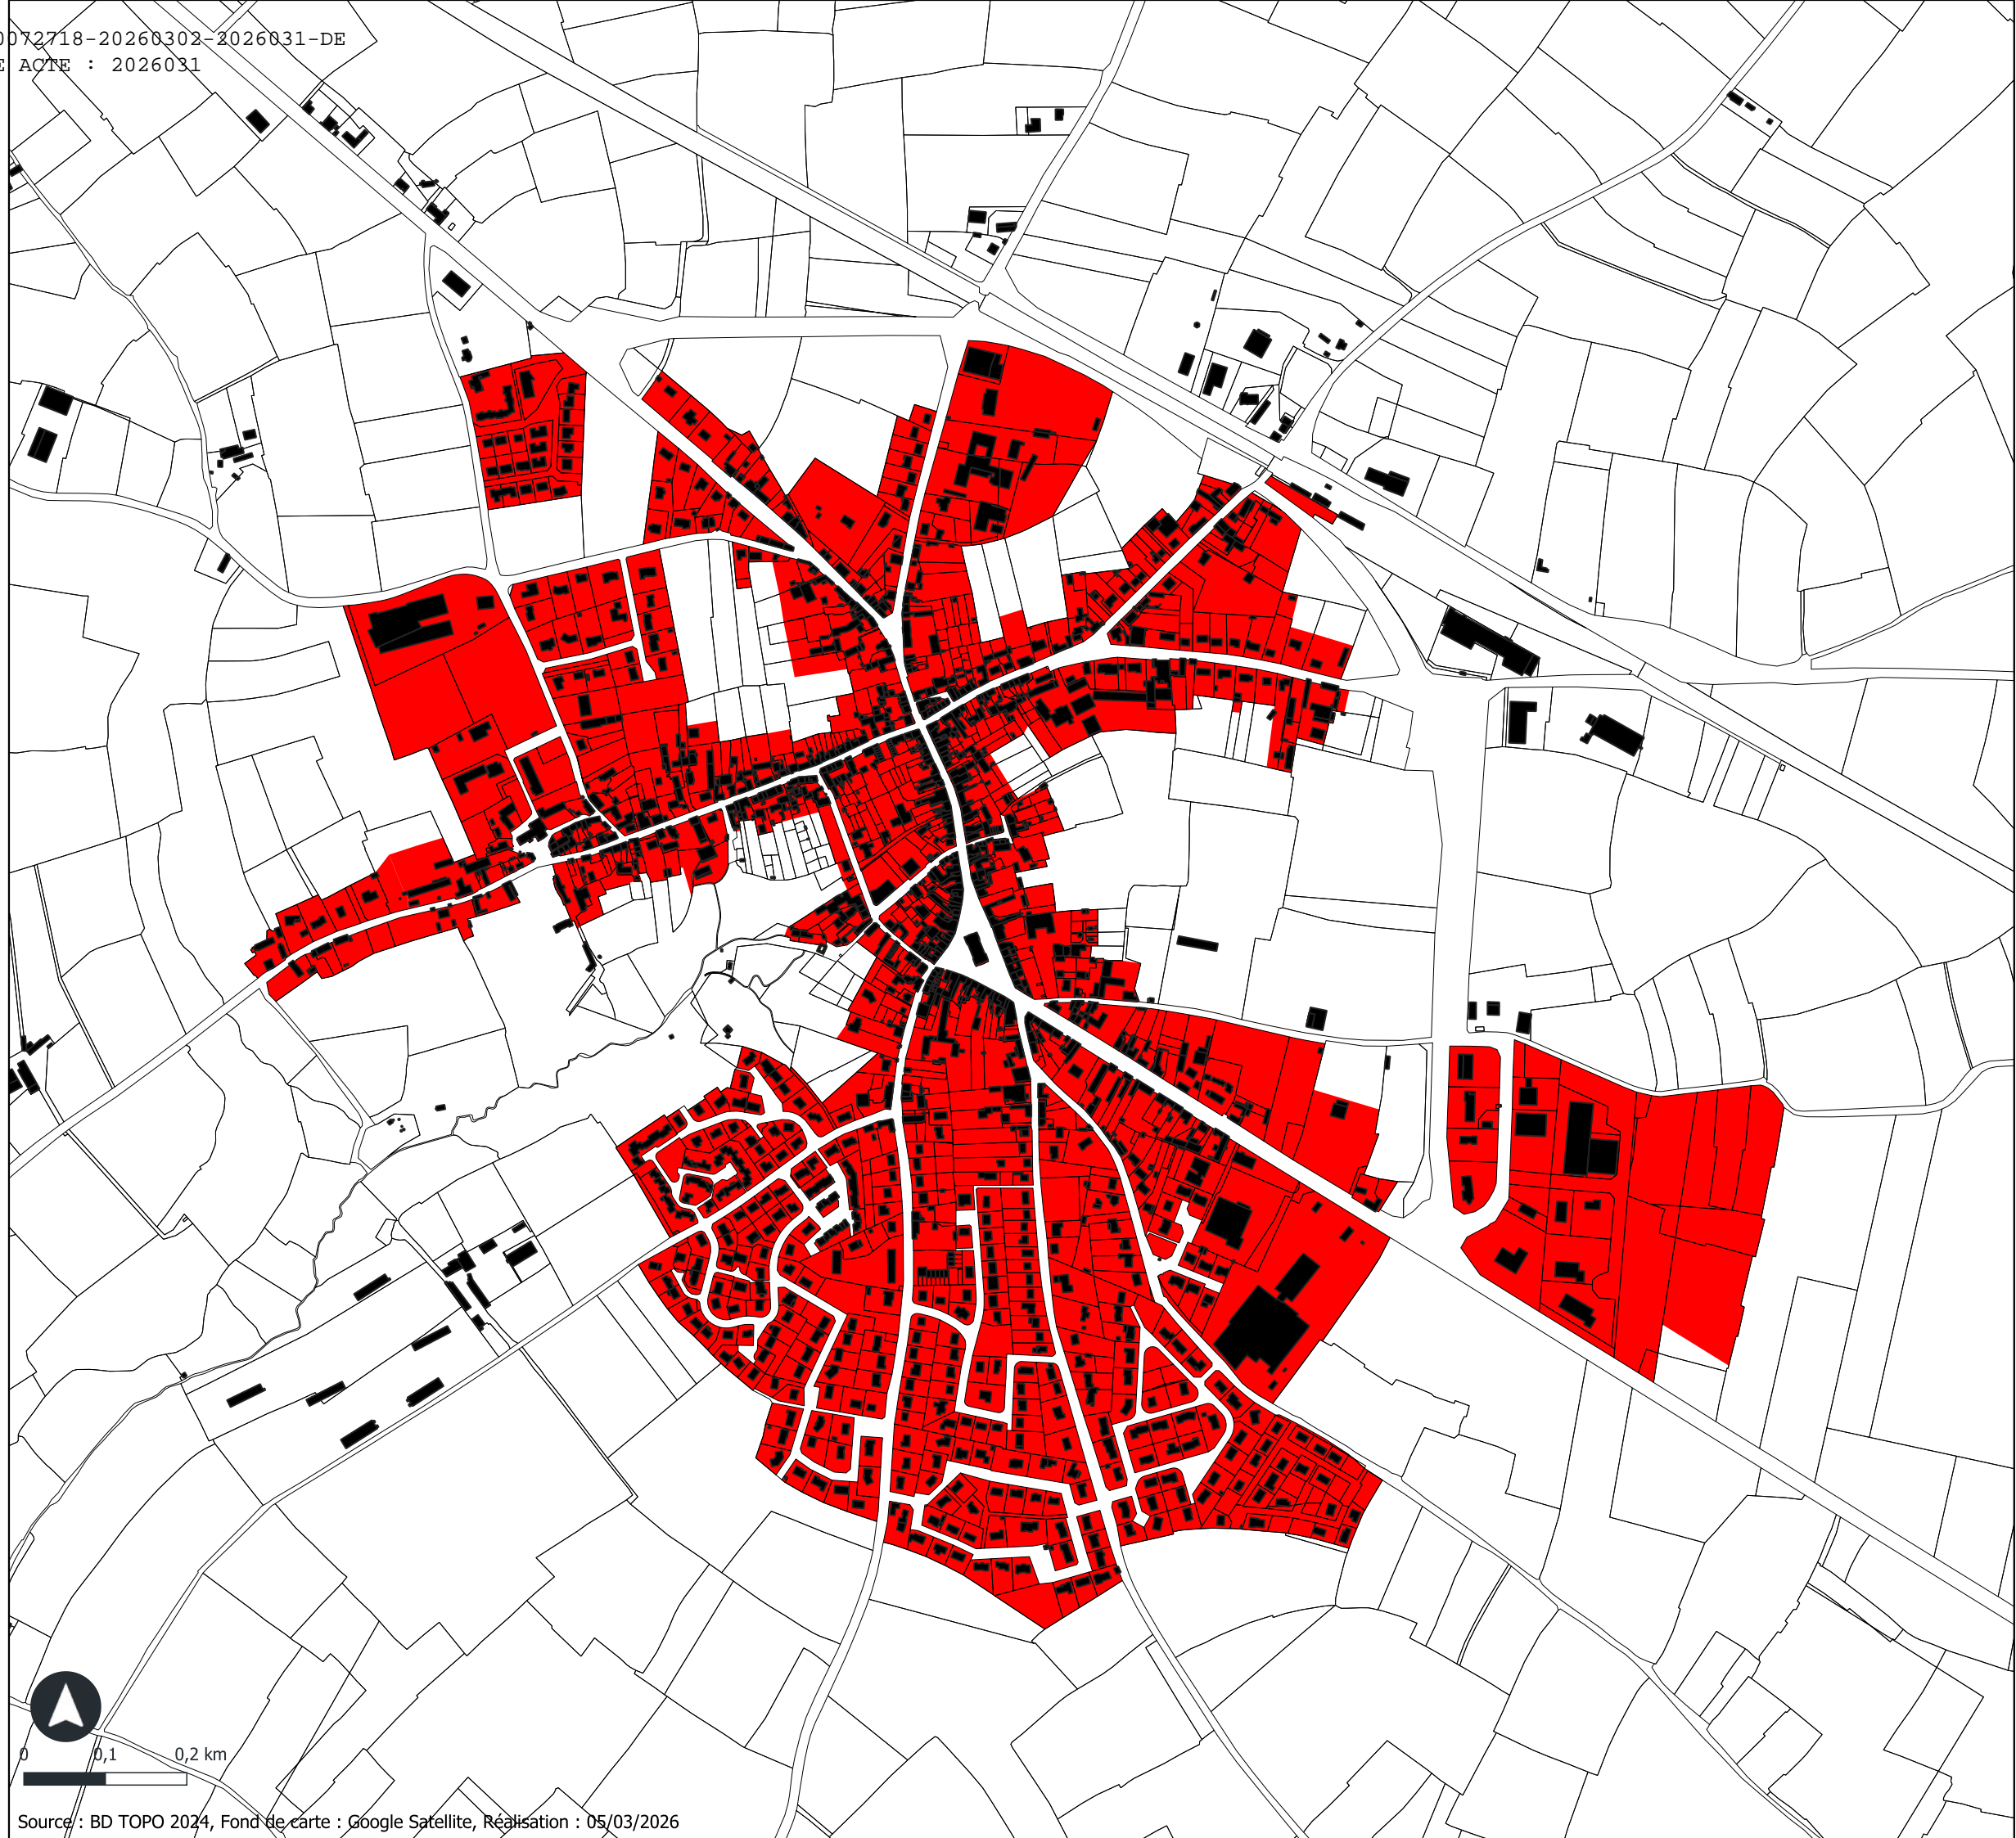 0072718-20260302-2026031-DE
E ACTE : 2026031
0 0,1 0,2 km
Source : BD TOPO 2024, Fond de carte : Google Satellite, Réalisation : 05/03/2026